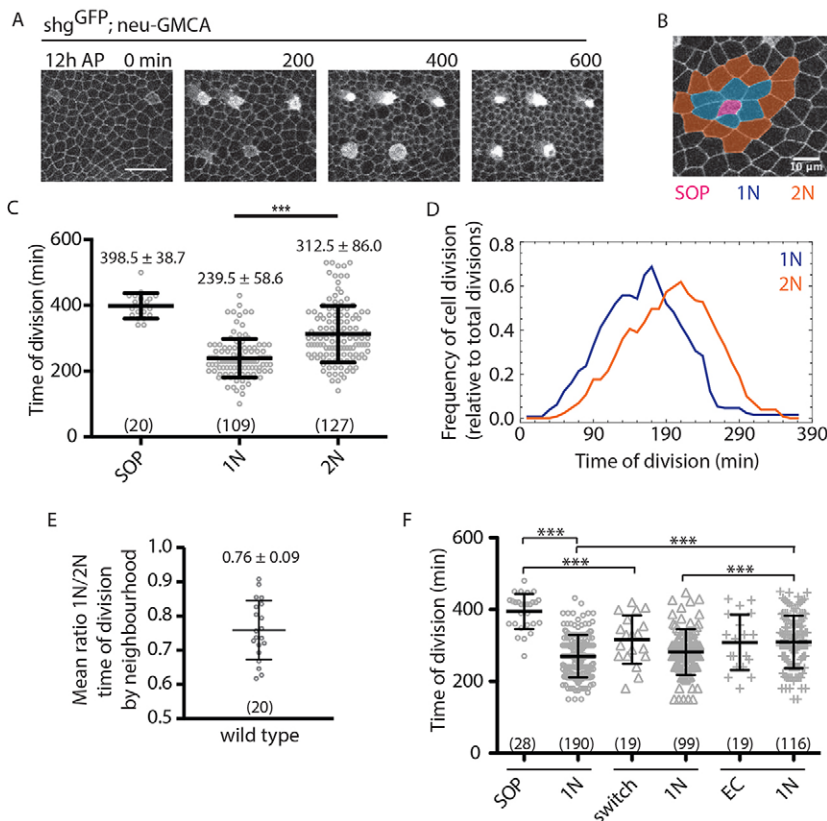 A
shg^GFP; neu-GMCA
12h AP 0 min 200 400 600
B
10 µm
SOP 1N 2N
C
***
Time of division (min)
600
400
200
0
398.5 ± 38.7
239.5 ± 58.6
312.5 ± 86.0
(20) (109) (127)
SOP 1N 2N
D
Frequency of cell division
(relative to total divisions)
0.8
0.6
0.4
0.2
0.0
1N
2N
90 190 290 390
Time of division (min)
E
Mean ratio 1N/2N
time of division
by neighbourhood
1.0
0.9
0.8
0.7
0.6
0.5
0.76 ± 0.09
(20)
wild type
F
Time of division (min)
600
400
200
0
*** ***
*** ***
(28) (190) (19) (99) (19) (116)
SOP 1N switch 1N EC 1N